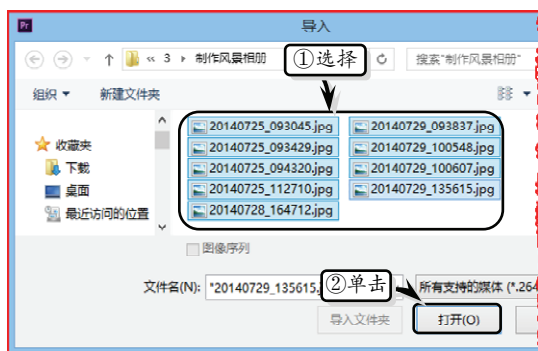 Pr 导入
« 3 ▸ 制作风景相册 ①选择 搜索"制作风景相册"
组织 新建文件夹
收藏夹
下载
桌面
最近访问的位置
20140725_093045.jpg 20140729_093837.jpg
20140725_093429.jpg 20140729_100548.jpg
20140725_094320.jpg 20140729_100607.jpg
20140725_112710.jpg 20140729_135615.jpg
20140728_164712.jpg
图像序列
文件名(N): "20140729_135615. ②单击 所有支持的媒体 (*.264
导入文件夹 打开(O)